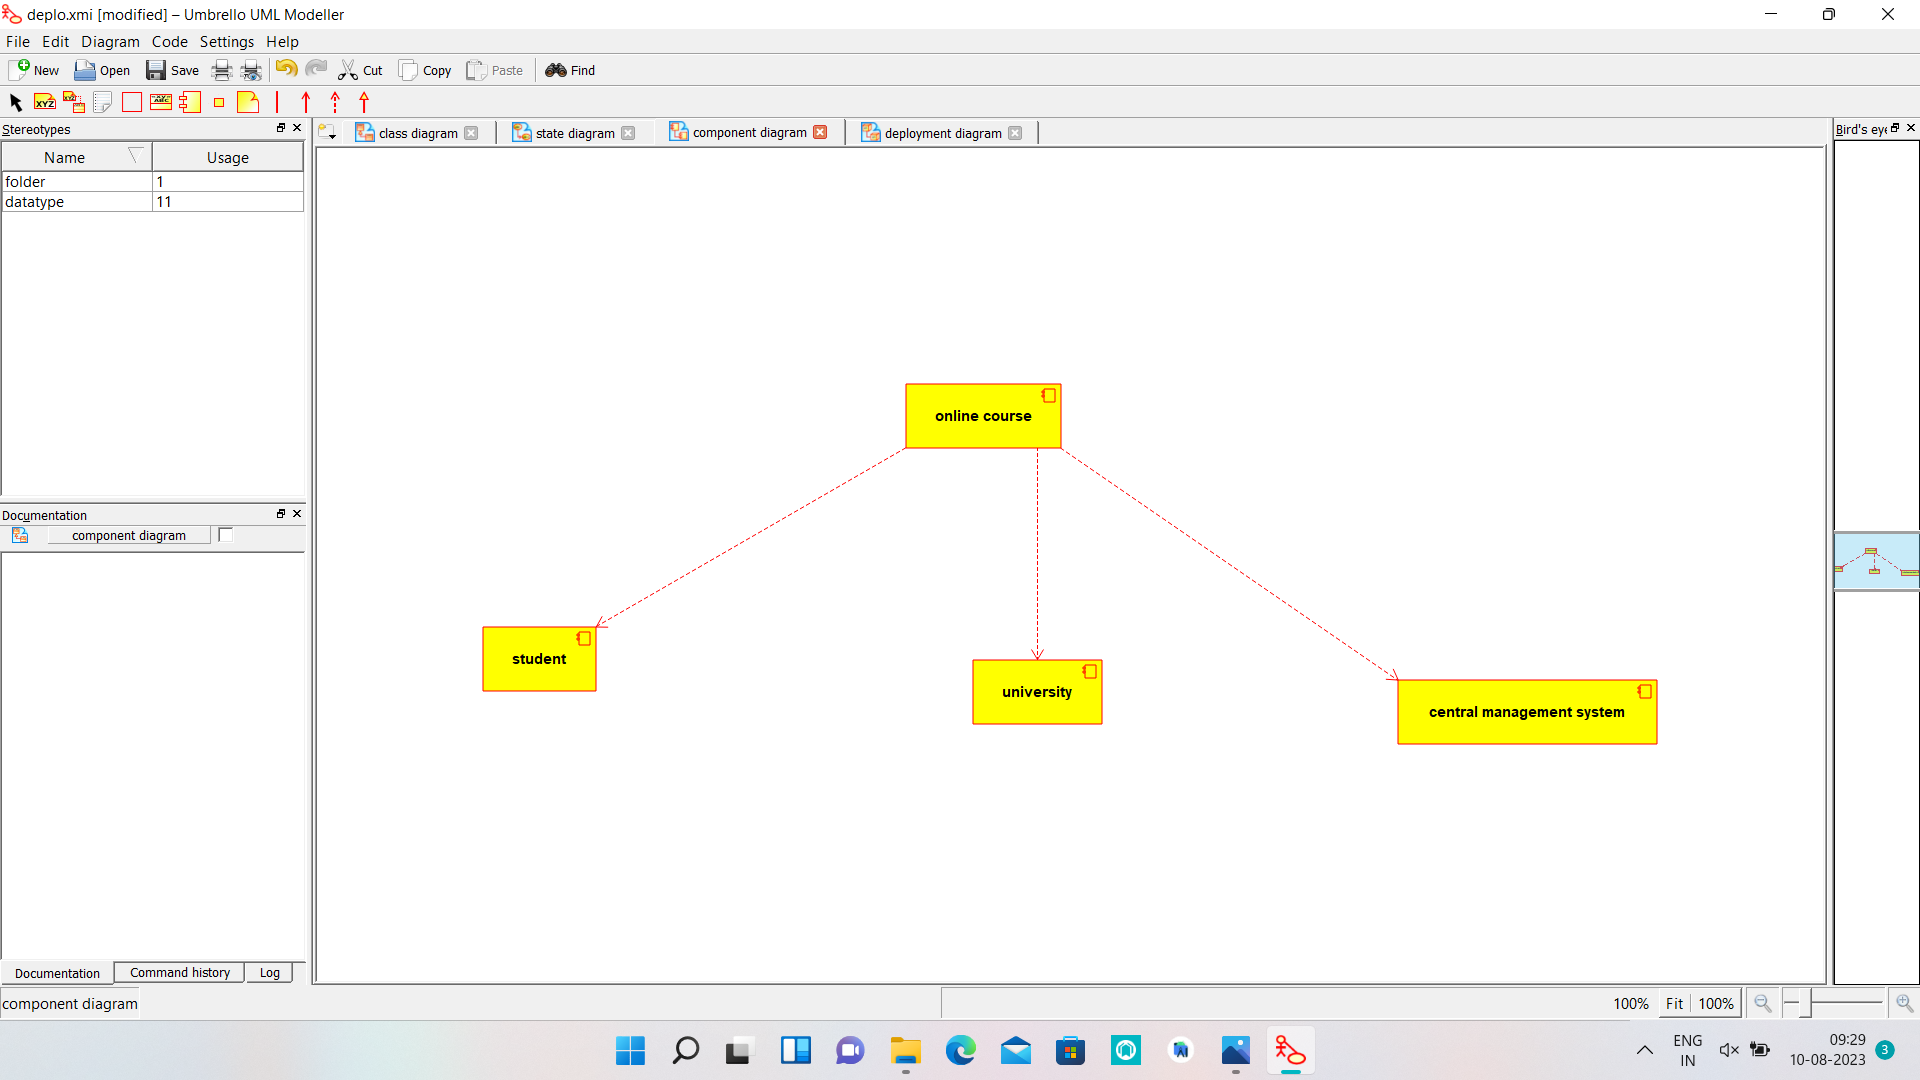 deplo.xmi [modified] – Umbrello UML Modeller
File Edit Diagram Code Settings Help
New Open Save Cut Copy Paste Find
XYZ
Stereotypes
Name Usage
folder 1
datatype 11
Documentation
component diagram
Documentation Command history Log
class diagram state diagram component diagram deployment diagram
online course
student
university
central management system
Bird's eye
component diagram
100% Fit 100%
ENG
IN
09:29
10-08-2023
3